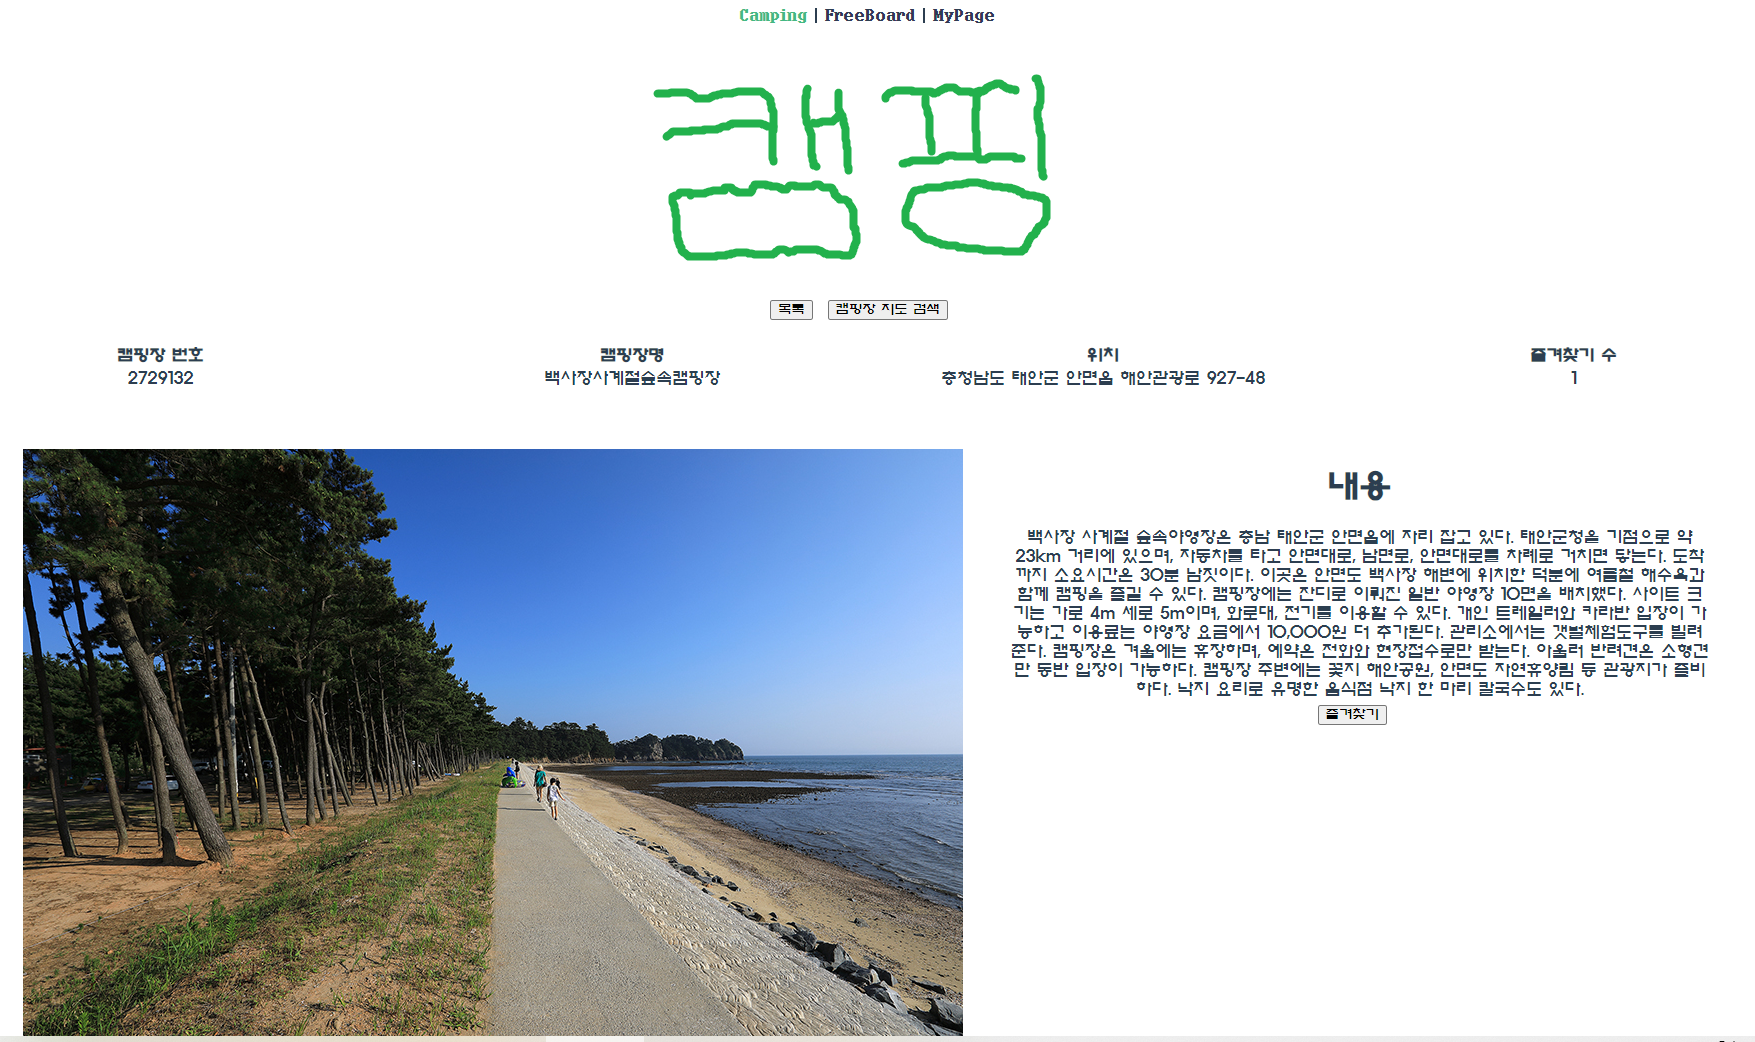 Camping | FreeBoard | MyPage
캠핑
목록 캠핑장 지도 검색
캠핑장 번호 캠핑장명 위치 즐겨찾기 수
2729132 백사장사계절숲속캠핑장 충청남도 태안군 안면읍 해안관광로 927-48 1
내용
백사장 사계절 숲속야영장은 충남 태안군 안면읍에 자리 잡고 있다. 태안군청을 기점으로 약
23km 거리에 있으며, 자동차를 타고 안면대로, 남면로, 안면대로를 차례로 거치면 닿는다. 도착
까지 소요시간은 30분 남짓이다. 이곳은 안면도 백사장 해변에 위치한 덕분에 여름철 해수욕과
함께 캠핑을 즐길 수 있다. 캠핑장에는 잔디로 이뤄진 일반 야영장 10면을 배치했다. 사이트 크
기는 가로 4m 세로 5m이며, 화로대, 전기를 이용할 수 있다. 개인 트레일러와 카라반 입장이 가
능하고 이용료는 야영장 요금에서 10,000원 더 추가된다. 관리소에서는 갯벌체험도구를 빌려
준다. 캠핑장은 겨울에는 휴장하며, 예약은 전화와 현장접수로만 받는다. 아울러 반려견은 소형견
만 동반 입장이 가능하다. 캠핑장 주변에는 꽃지 해안공원, 안면도 자연휴양림 등 관광지가 즐비
하다. 낙지 요리로 유명한 음식점 낙지 한 마리 칼국수도 있다.
즐겨찾기